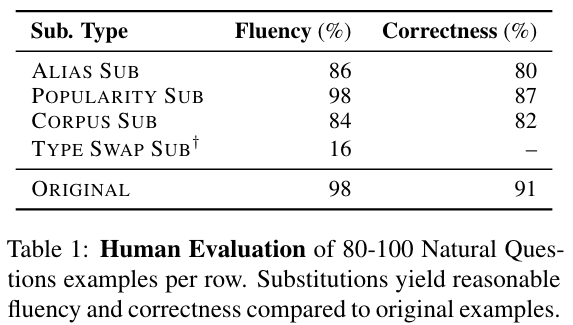 Sub. Type Fluency (%) Correctness (%)
ALIAS SUB 86 80
POPULARITY SUB 98 87
CORPUS SUB 84 82
TYPE SWAP SUB† 16 –
ORIGINAL 98 91
Table 1: Human Evaluation of 80-100 Natural Ques-
tions examples per row. Substitutions yield reasonable
fluency and correctness compared to original examples.